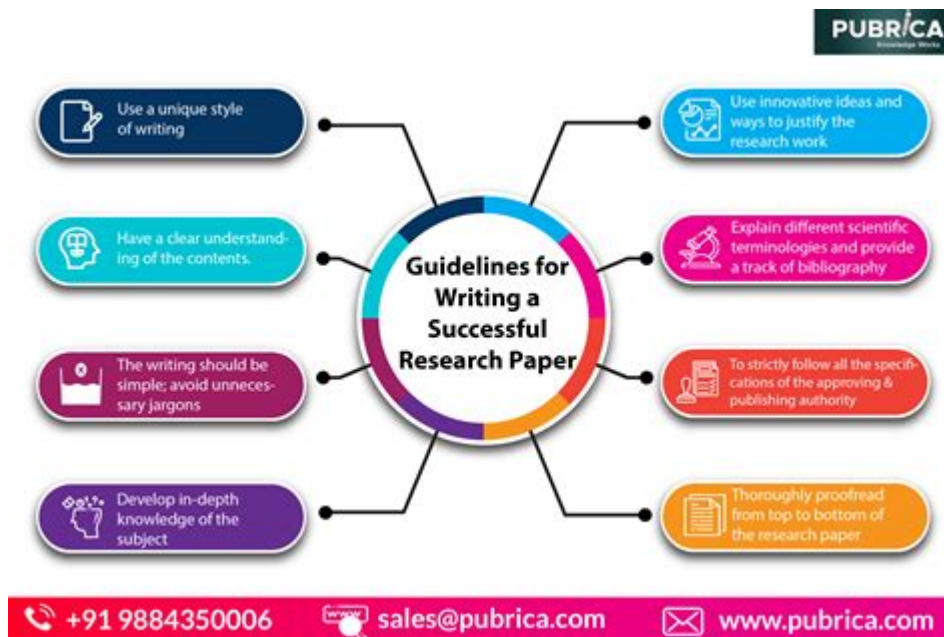 PUBRICA
Knowledge Works
Use a unique style
of writing
Have a clear understand-
ing of the contents.
The writing should be
simple; avoid unneces-
sary jargons
Develop in-depth
knowledge of the
subject
Guidelines for
Writing a
Successful
Research Paper
Use innovative ideas and
ways to justify the
research work
Explain different scientific
terminologies and provide
a track of bibliography
To strictly follow all the specifi-
cations of the approving &
publishing authority
Thoroughly proofread
from top to bottom of
the research paper
+91 9884350006
www
sales@pubrica.com
www.pubrica.com